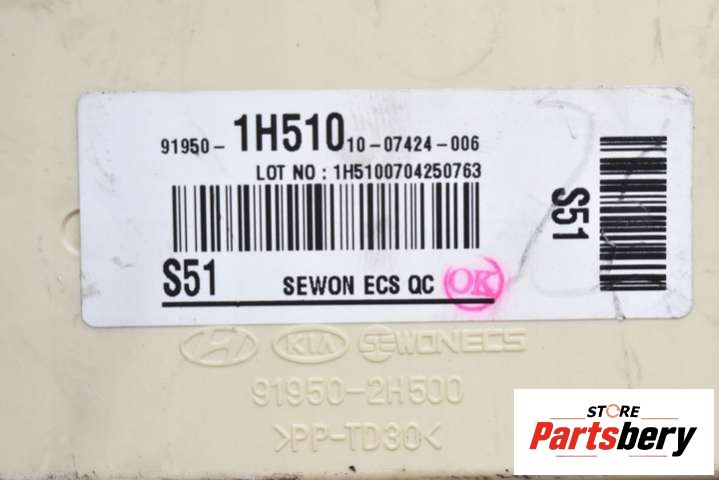 91950-1H510 10-07424-006
LOT NO : 1H5100704250763
S51
S51 SEWON ECS QC OK
KIA SEWONECS
91950-2H500
>PP-TD30<
STORE
Partsbery